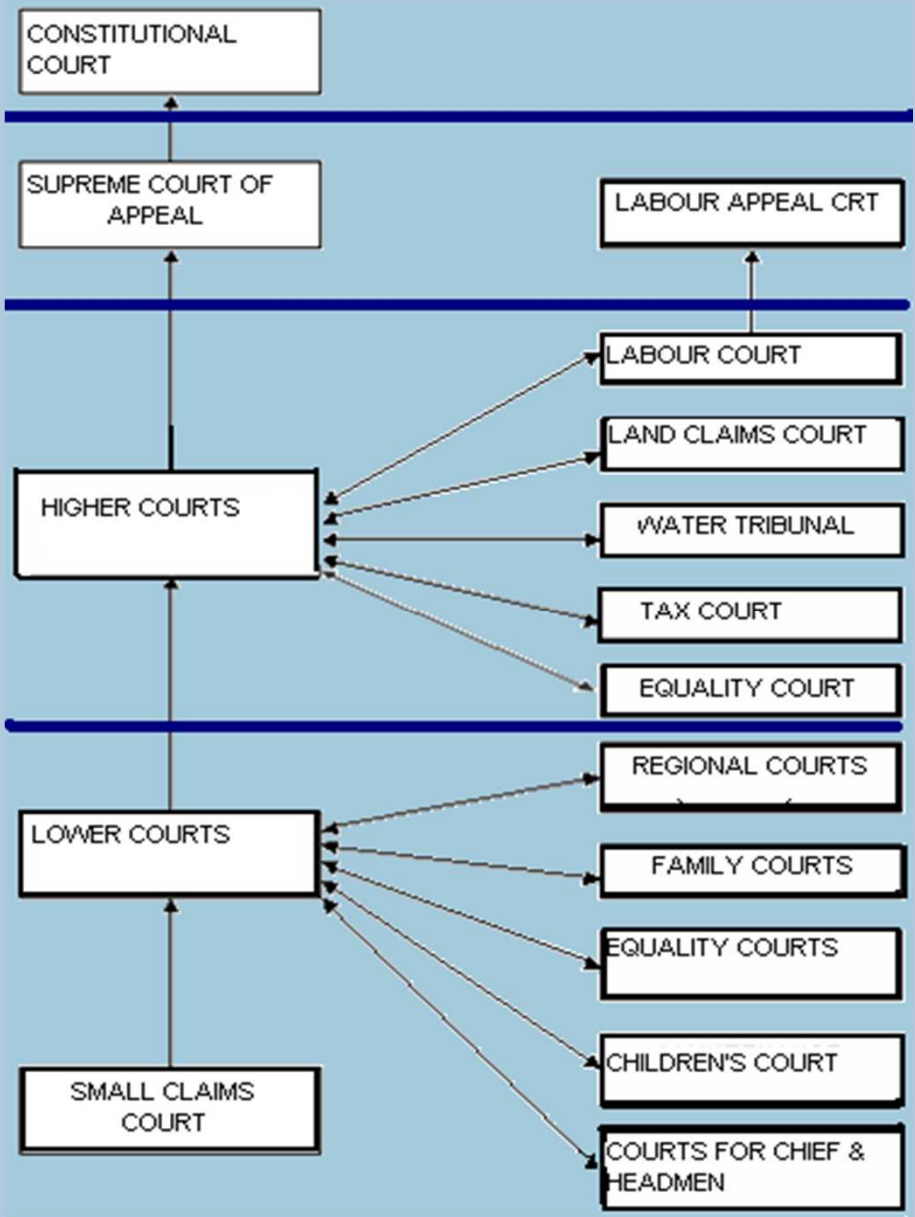 CONSTITUTIONAL
COURT
SUPREME COURT OF
APPEAL
LABOUR APPEAL CRT
LABOUR COURT
LAND CLAIMS COURT
HIGHER COURTS
WATER TRIBUNAL
TAX COURT
EQUALITY COURT
REGIONAL COURTS
LOWER COURTS
FAMILY COURTS
EQUALITY COURTS
CHILDREN'S COURT
SMALL CLAIMS
COURT
COURTS FOR CHIEF &
HEADMEN